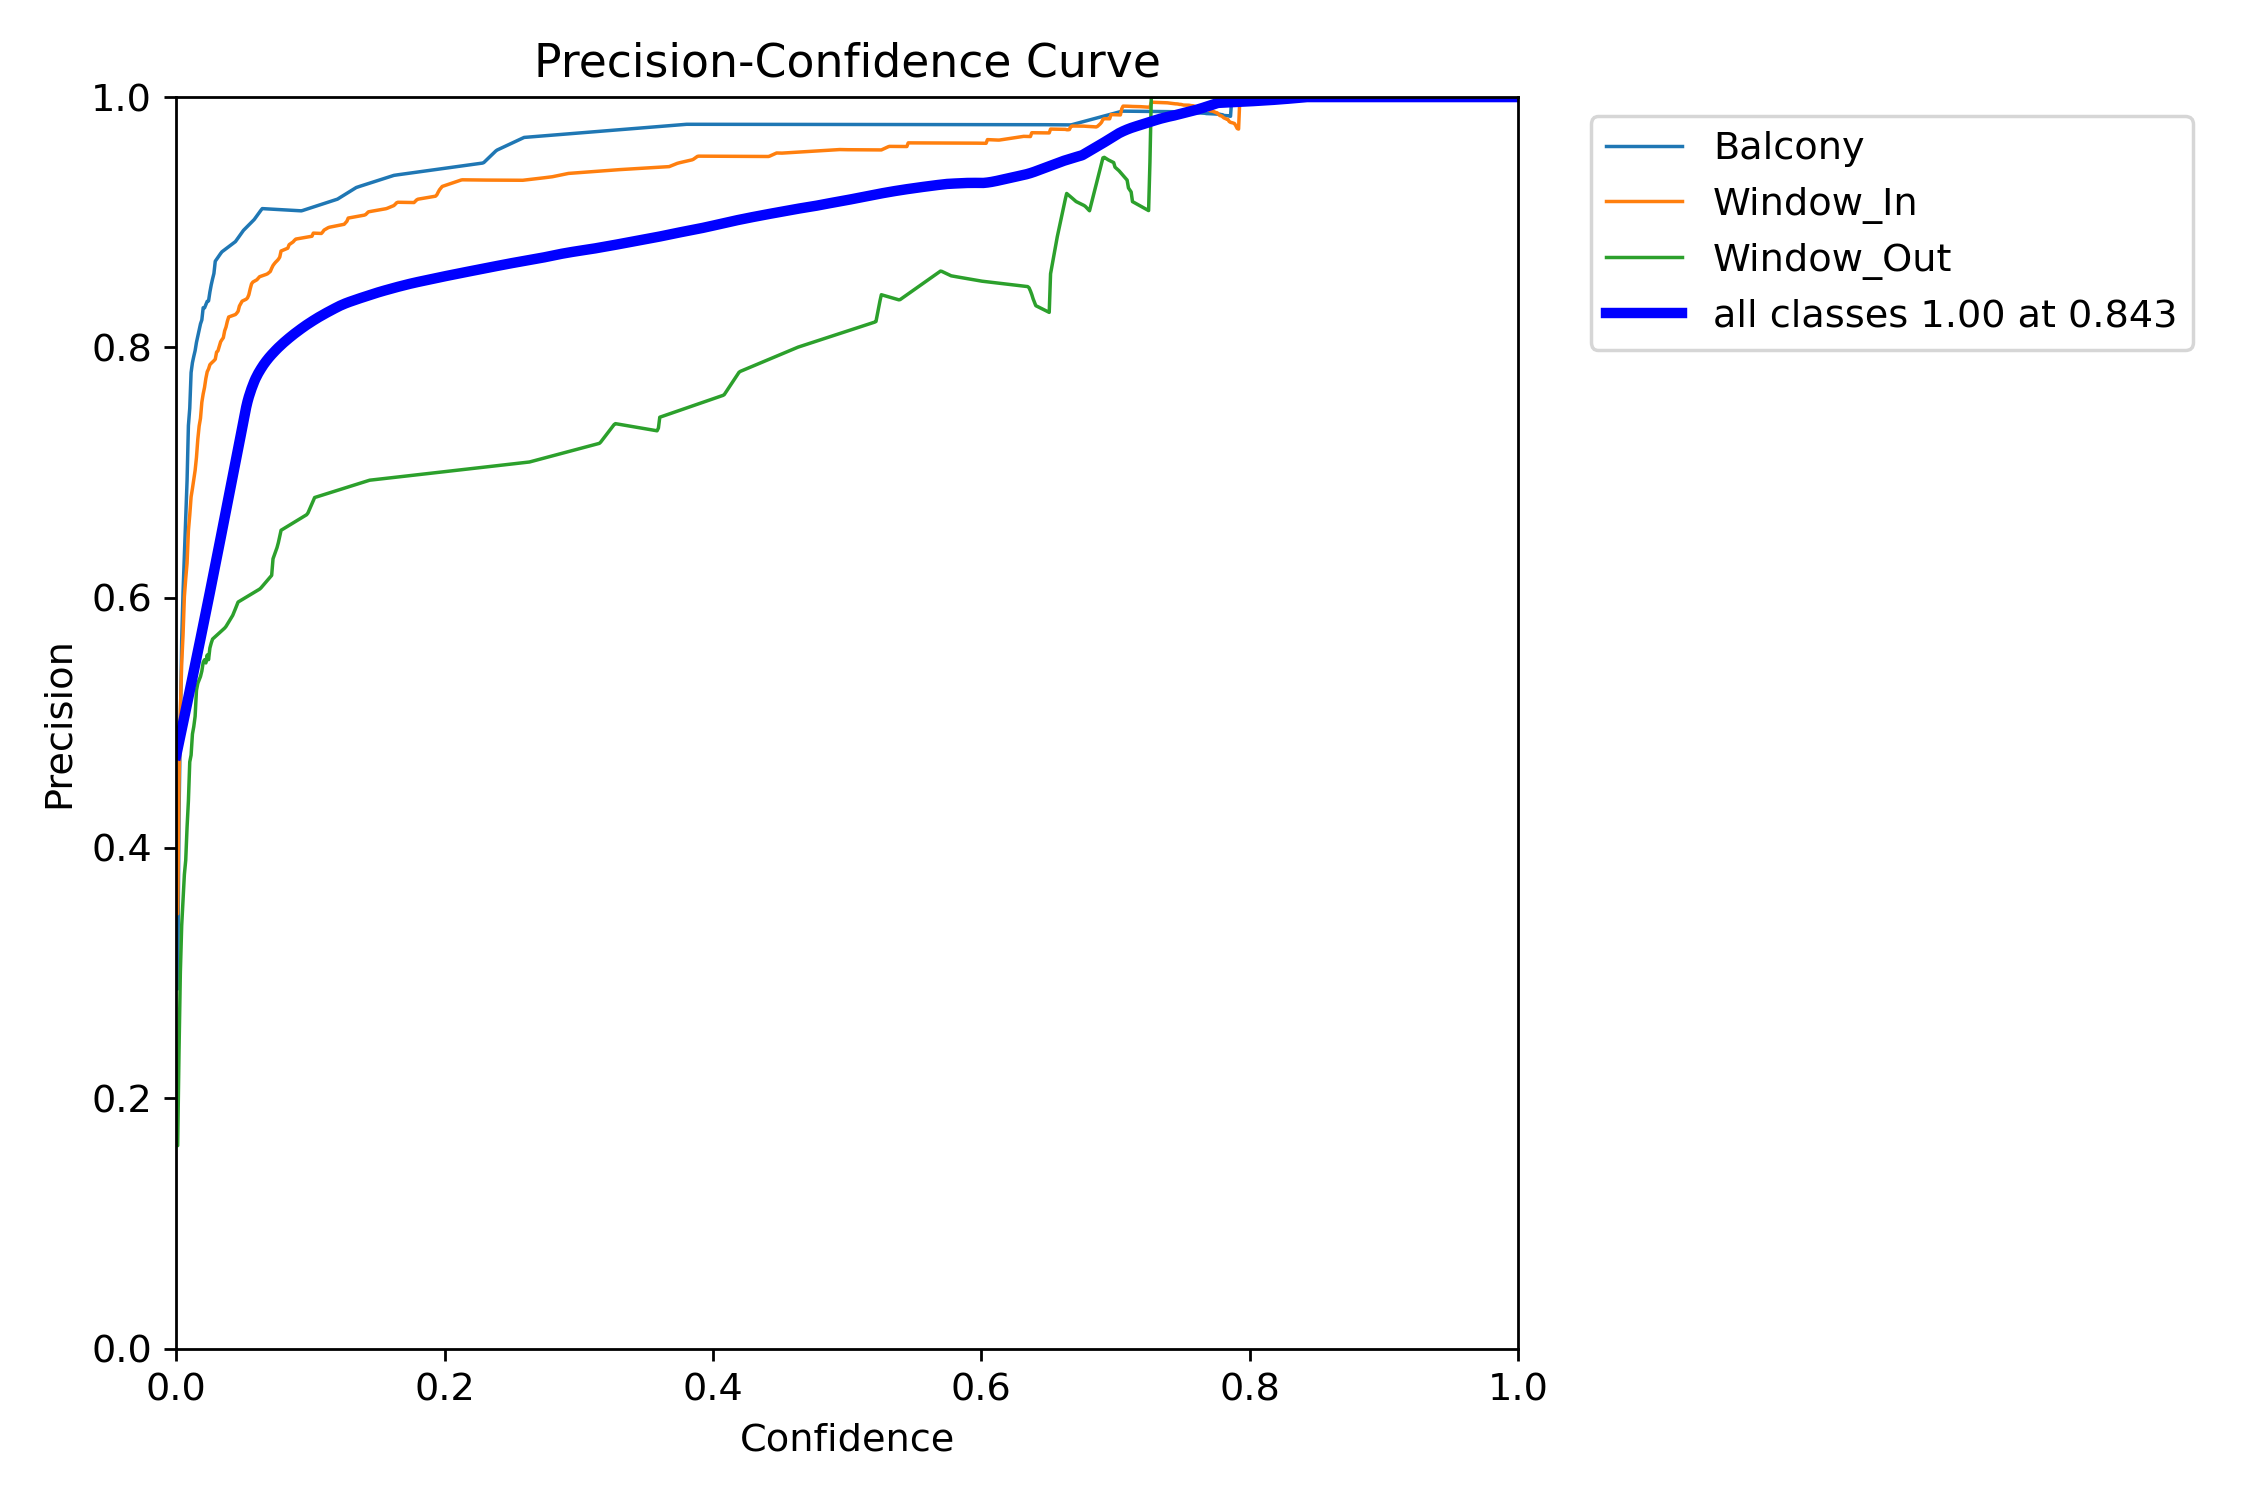 Precision-Confidence Curve
1.0
0.8
0.6
0.4
0.2
0.0
Precision
0.0 0.2 0.4 0.6 0.8 1.0
Confidence
Balcony
Window_In
Window_Out
all classes 1.00 at 0.843